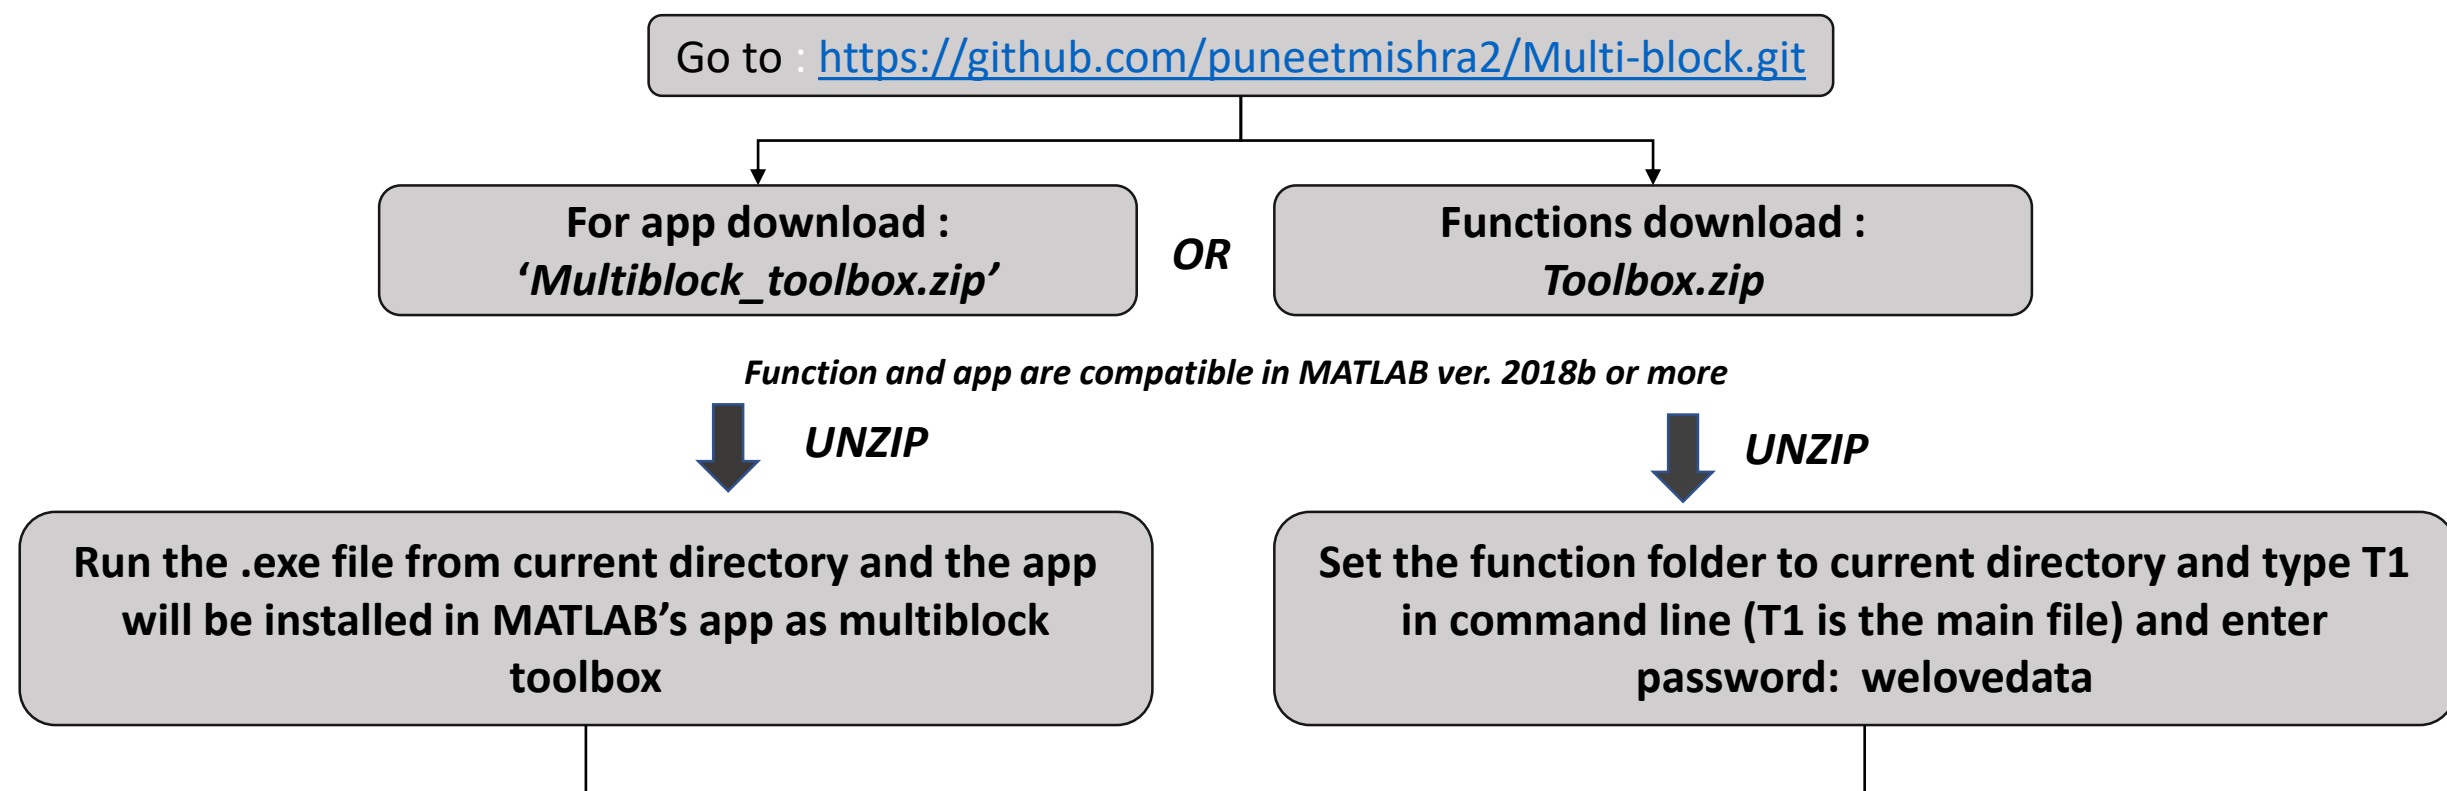 Go to : https://github.com/puneetmishra2/Multi-block.git
For app download :
‘Multiblock_toolbox.zip’
OR
Functions download :
Toolbox.zip
Function and app are compatible in MATLAB ver. 2018b or more
UNZIP
UNZIP
Run the .exe file from current directory and the app
will be installed in MATLAB’s app as multiblock
toolbox
Set the function folder to current directory and type T1
in command line (T1 is the main file) and enter
password:  welovedata